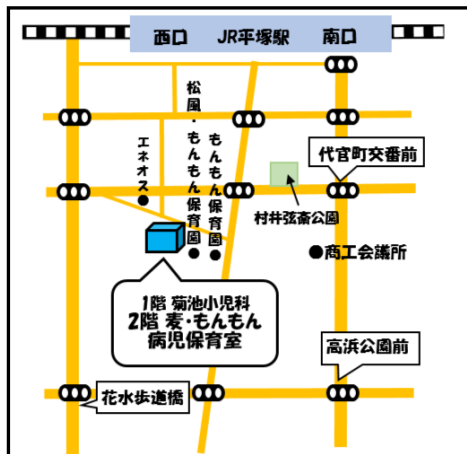 西口 JR平塚駅 南口
松風・もんもん保育園
もんもん保育園
エネオス
代官町交番前
村井弦斎公園
商工会議所
1階 菊池小児科
2階 麦・もんもん
病児保育室
高浜公園前
花水歩道橋